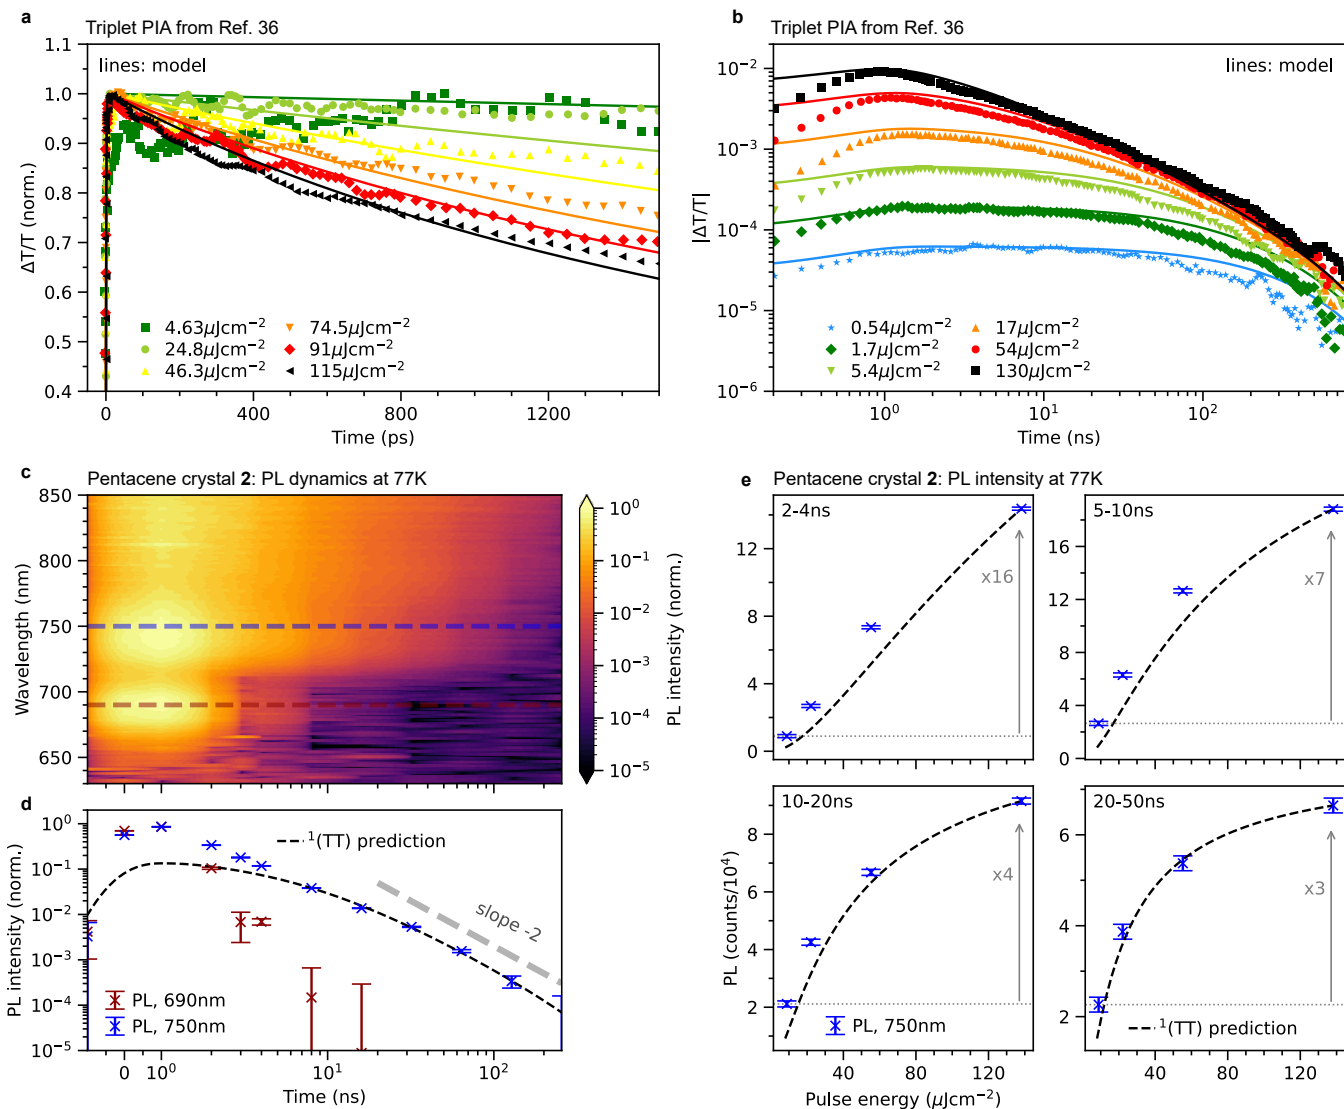 a
Triplet PIA from Ref. 36
lines: model
1.1
1.0
0.9
0.8
0.7
0.6
0.5
0.4
ΔT/T (norm.)
4.63μJcm⁻²
24.8μJcm⁻²
46.3μJcm⁻²
74.5μJcm⁻²
91μJcm⁻²
115μJcm⁻²
0
400
800
1200
Time (ps)
b
Triplet PIA from Ref. 36
lines: model
10⁻²
10⁻³
10⁻⁴
10⁻⁵
10⁻⁶
|ΔT/T|
0.54μJcm⁻²
1.7μJcm⁻²
5.4μJcm⁻²
17μJcm⁻²
54μJcm⁻²
130μJcm⁻²
10⁰
10¹
10²
Time (ns)
c
Pentacene crystal 2: PL dynamics at 77K
850
800
750
700
650
Wavelength (nm)
10⁰
10⁻¹
10⁻²
10⁻³
10⁻⁴
10⁻⁵
PL intensity (norm.)
d
10⁰
10⁻¹
10⁻²
10⁻³
10⁻⁴
10⁻⁵
PL intensity (norm.)
¹(TT) prediction
slope -2
PL, 690nm
PL, 750nm
0
10⁰
10¹
10²
Time (ns)
e
Pentacene crystal 2: PL intensity at 77K
2-4ns
12
8
4
0
x16
5-10ns
16
12
8
4
0
x7
10-20ns
8
6
4
2
x4
PL, 750nm
PL (counts/10⁴)
40
80
120
20-50ns
6
4
2
x3
¹(TT) prediction
40
80
120
Pulse energy (μJcm⁻²)